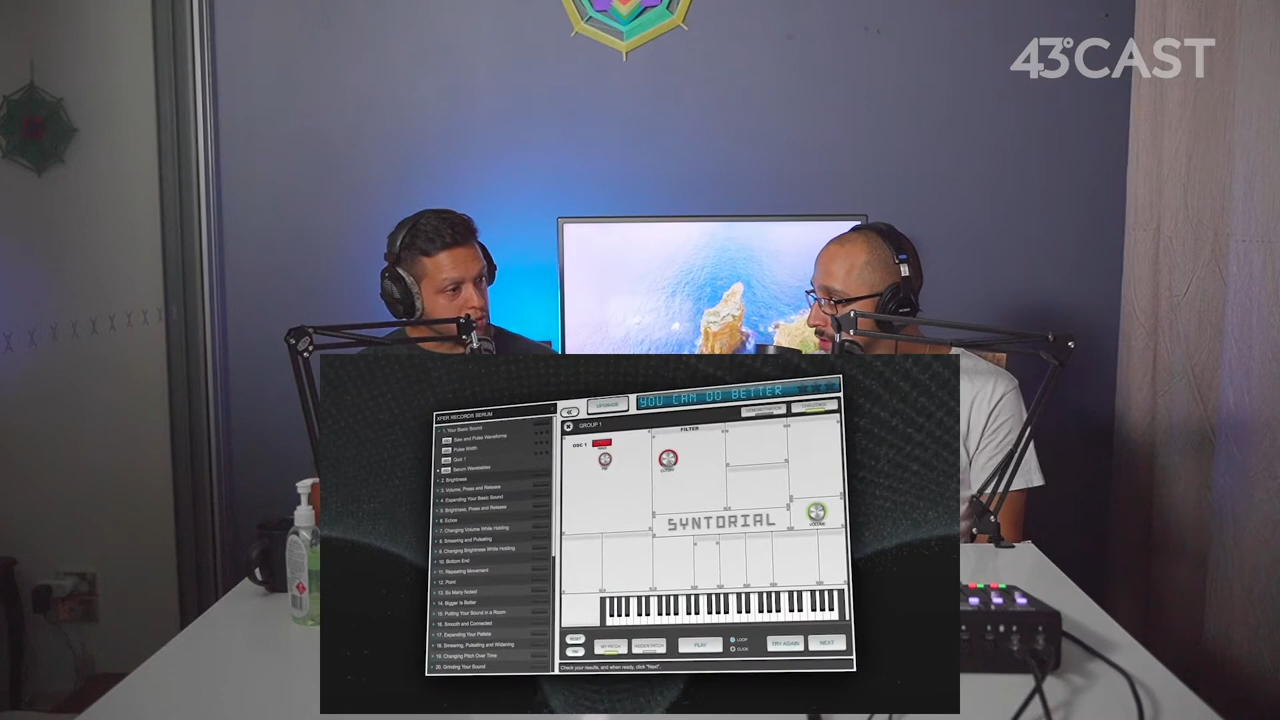 43°CAST
XFER RECORDS SERUM
UPGRADE
YOU CAN DO BETTER
DEMONSTRATION
CHALLENGE
1. Your Basic Sound
Saw and Pulse Waveforms
Pulse Width
Quiz 1
Serum Wavetables
2. Brightness
3. Volume, Press and Release
4. Expanding Your Basic Sound
5. Brightness, Press and Release
6. Echoes
7. Changing Volume While Holding
8. Smearing and Pulsating
9. Changing Brightness While Holding
10. Bottom End
11. Repeating Movement
12. Point
13. So Many Notes!
14. Bigger Is Better
15. Putting Your Sound in a Room
16. Smooth and Connected
17. Expanding Your Palette
18. Smearing, Pulsating and Widening
19. Changing Pitch Over Time
20. Grinding Your Sound
GROUP 1
FILTER
OSC 1
CUTOFF
SYNTORIAL
VOLUME
RESET
MY PATCH
HIDDEN PATCH
PLAY
LOOP
CLICK
TRY AGAIN
NEXT
Check your results, and when ready, click "Next".